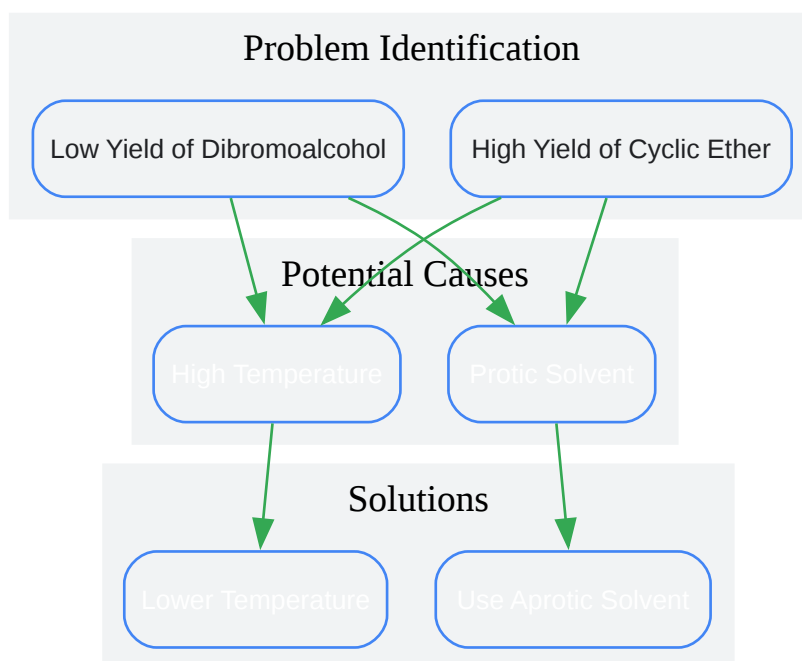 Problem Identification
Low Yield of Dibromoalcohol
High Yield of Cyclic Ether
Potential Causes
High Temperature
Protic Solvent
Solutions
Lower Temperature
Use Aprotic Solvent